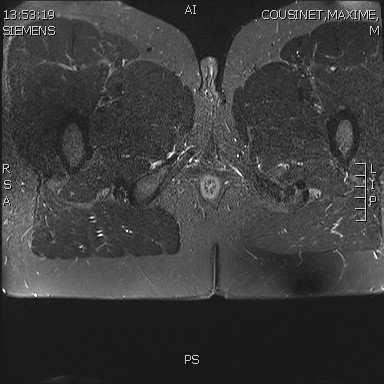 13:53:19
SIEMENS
AI
COUSINET,MAXIME,
M
R
S
A
L
I
P
PS